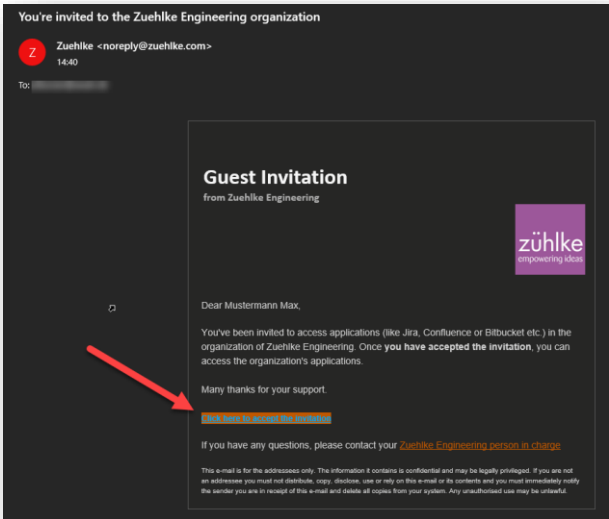 You're invited to the Zuehlke Engineering organization
Z
Zuehlke <noreply@zuehlke.com>
14:40
To:
Guest Invitation
from Zuehlke Engineering
zühlke
empowering ideas
Dear Mustermann Max,
You've been invited to access applications (like Jira, Confluence or Bitbucket etc.) in the
organization of Zuehlke Engineering. Once you have accepted the invitation, you can
access the organization's applications.
Many thanks for your support.
Click here to accept the invitation
If you have any questions, please contact your Zuehlke Engineering person in charge
This e-mail is for the addressees only. The information it contains is confidential and may be legally privileged. If you are not
an addressee you must not distribute, copy, disclose, use or rely on this e-mail or its contents and you must immediately notify
the sender you are in receipt of this e-mail and delete all copies from your system. Any unauthorised use may be unlawful.